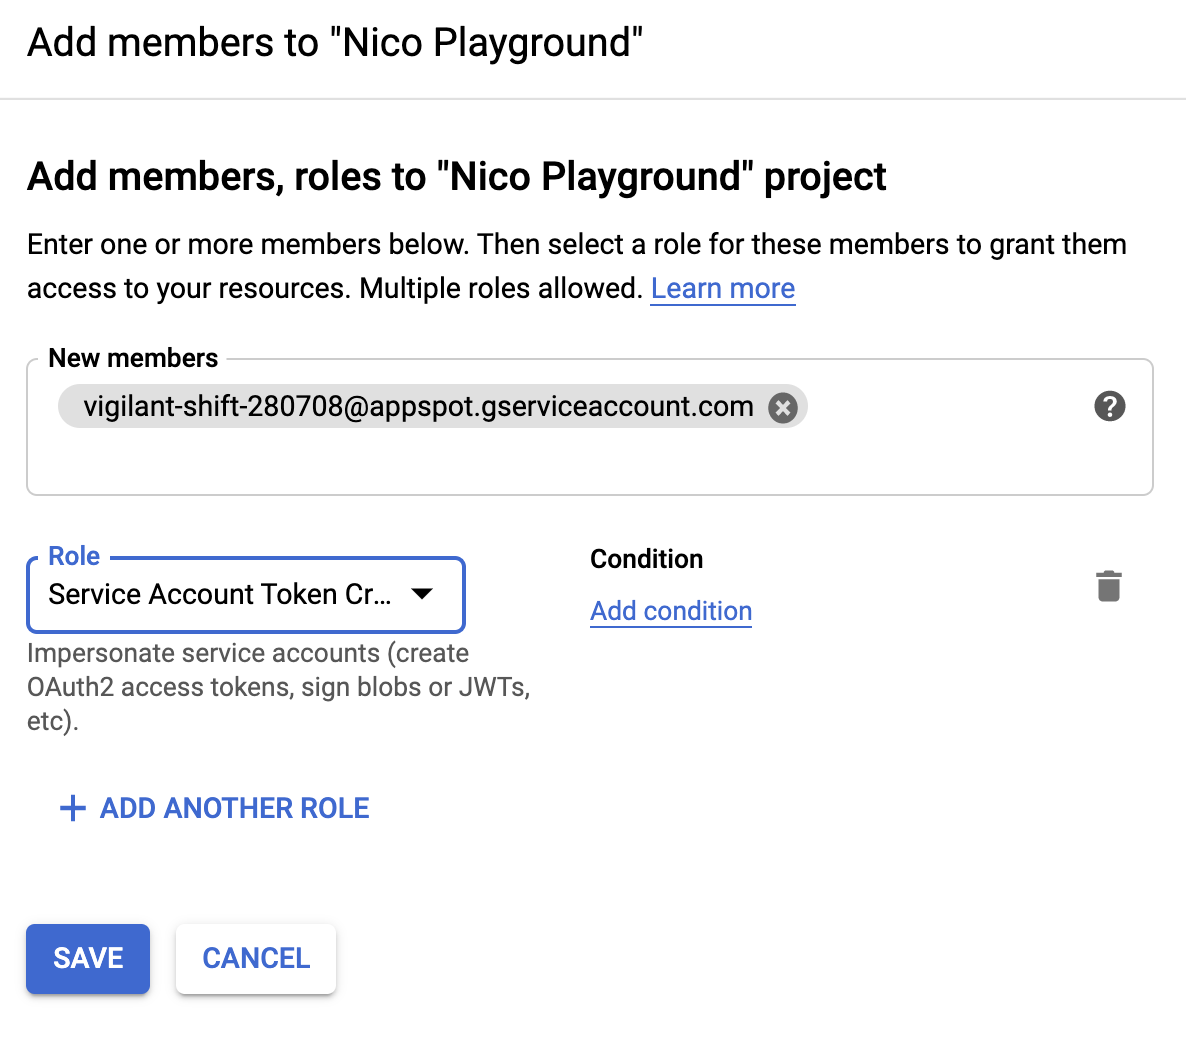 Add members to "Nico Playground"
Add members, roles to "Nico Playground" project
Enter one or more members below. Then select a role for these members to grant them
access to your resources. Multiple roles allowed. Learn more
New members
vigilant-shift-280708@appspot.gserviceaccount.com
Role
Service Account Token Cr...
Condition
Add condition
Impersonate service accounts (create
OAuth2 access tokens, sign blobs or JWTs,
etc).
+ ADD ANOTHER ROLE
SAVE
CANCEL